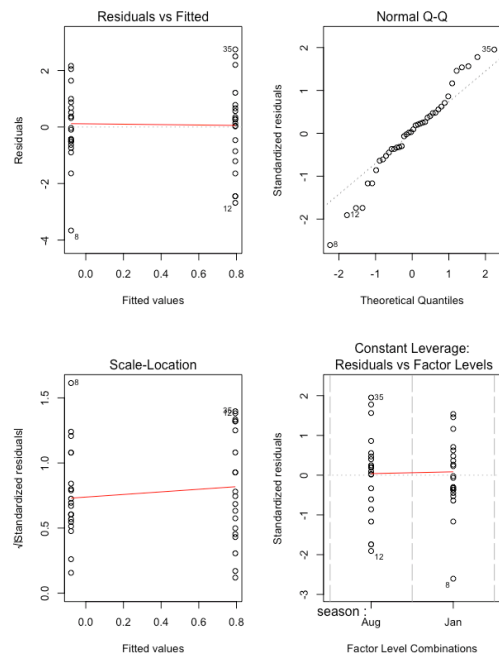 Residuals vs Fitted
Residuals
2
0
-2
-4
35
12
8
0.0 0.2 0.4 0.6 0.8
Fitted values
Normal Q-Q
Standardized residuals
2
1
0
-1
-2
35
12
8
-2 -1 0 1 2
Theoretical Quantiles
Scale-Location
√|Standardized residuals|
1.5
1.0
0.5
0.0
8
35
12
0.0 0.2 0.4 0.6 0.8
Fitted values
Constant Leverage:
Residuals vs Factor Levels
Standardized residuals
2
1
0
-1
-2
-3
35
12
8
season :
Aug Jan
Factor Level Combinations